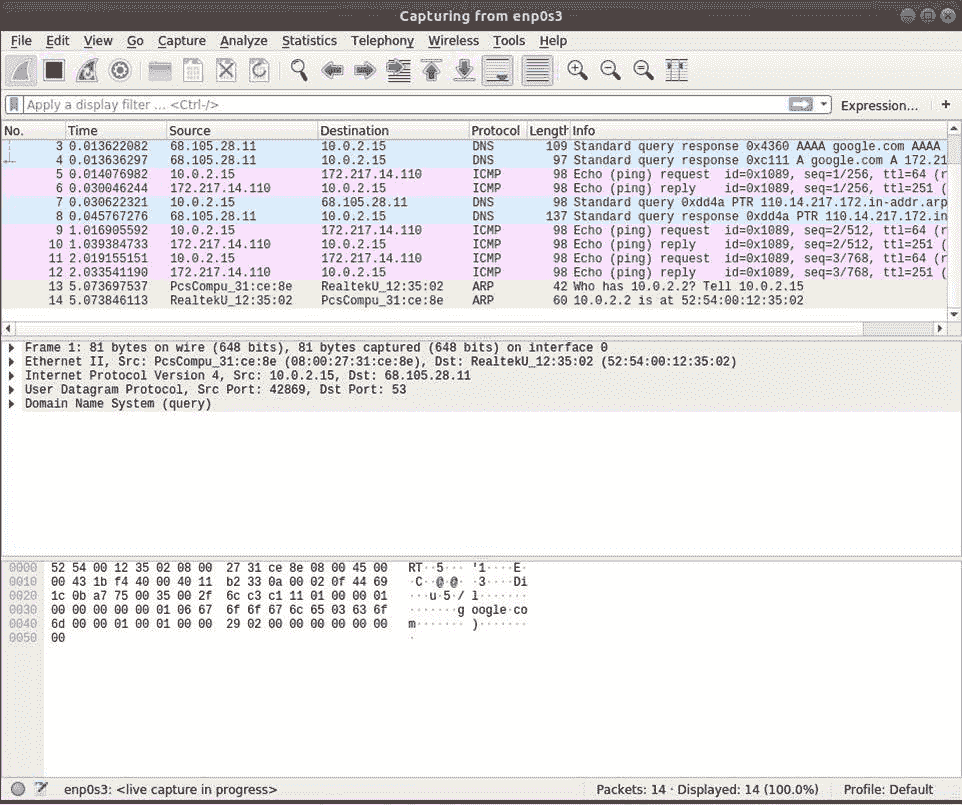 Capturing from enp0s3
File Edit View Go Capture Analyze Statistics Telephony Wireless Tools Help
Apply a display filter ... <Ctrl-/> Expression... +
No. Time Source Destination Protocol Length Info
3 0.013622082 68.105.28.11 10.0.2.15 DNS 109 Standard query response 0x4360 AAAA google.com AAAA
4 0.013636297 68.105.28.11 10.0.2.15 DNS 97 Standard query response 0xc111 A google.com A 172.21
5 0.014076982 10.0.2.15 172.217.14.110 ICMP 98 Echo (ping) request id=0x1089, seq=1/256, ttl=64 (r
6 0.030046244 172.217.14.110 10.0.2.15 ICMP 98 Echo (ping) reply id=0x1089, seq=1/256, ttl=251 (
7 0.030622321 10.0.2.15 68.105.28.11 DNS 98 Standard query 0xdd4a PTR 110.14.217.172.in-addr.arp
8 0.045767276 68.105.28.11 10.0.2.15 DNS 137 Standard query response 0xdd4a PTR 110.14.217.172.in
9 1.016905592 10.0.2.15 172.217.14.110 ICMP 98 Echo (ping) request id=0x1089, seq=2/512, ttl=64 (r
10 1.039384733 172.217.14.110 10.0.2.15 ICMP 98 Echo (ping) reply id=0x1089, seq=2/512, ttl=251 (
11 2.019155151 10.0.2.15 172.217.14.110 ICMP 98 Echo (ping) request id=0x1089, seq=3/768, ttl=64 (r
12 2.033541190 172.217.14.110 10.0.2.15 ICMP 98 Echo (ping) reply id=0x1089, seq=3/768, ttl=251 (
13 5.073697537 PcsCompu_31:ce:8e RealtekU_12:35:02 ARP 42 Who has 10.0.2.2? Tell 10.0.2.15
14 5.073846113 RealtekU_12:35:02 PcsCompu_31:ce:8e ARP 60 10.0.2.2 is at 52:54:00:12:35:02
Frame 1: 81 bytes on wire (648 bits), 81 bytes captured (648 bits) on interface 0
Ethernet II, Src: PcsCompu_31:ce:8e (08:00:27:31:ce:8e), Dst: RealtekU_12:35:02 (52:54:00:12:35:02)
Internet Protocol Version 4, Src: 10.0.2.15, Dst: 68.105.28.11
User Datagram Protocol, Src Port: 42869, Dst Port: 53
Domain Name System (query)
0000 52 54 00 12 35 02 08 00 27 31 ce 8e 08 00 45 00 RT··5··· '1····E·
0010 00 43 1b f4 40 00 40 11 b2 33 0a 00 02 0f 44 69 ·C··@·@· ·3····Di
0020 1c 0b a7 75 00 35 00 2f 6c c3 c1 11 01 00 00 01 ···u·5·/ l·······
0030 00 00 00 00 00 01 06 67 6f 6f 67 6c 65 03 63 6f ·······g oogle·co
0040 6d 00 00 01 00 01 00 00 29 02 00 00 00 00 00 00 m······· )·······
0050 00 ·
enp0s3: <live capture in progress> Packets: 14 · Displayed: 14 (100.0%) Profile: Default